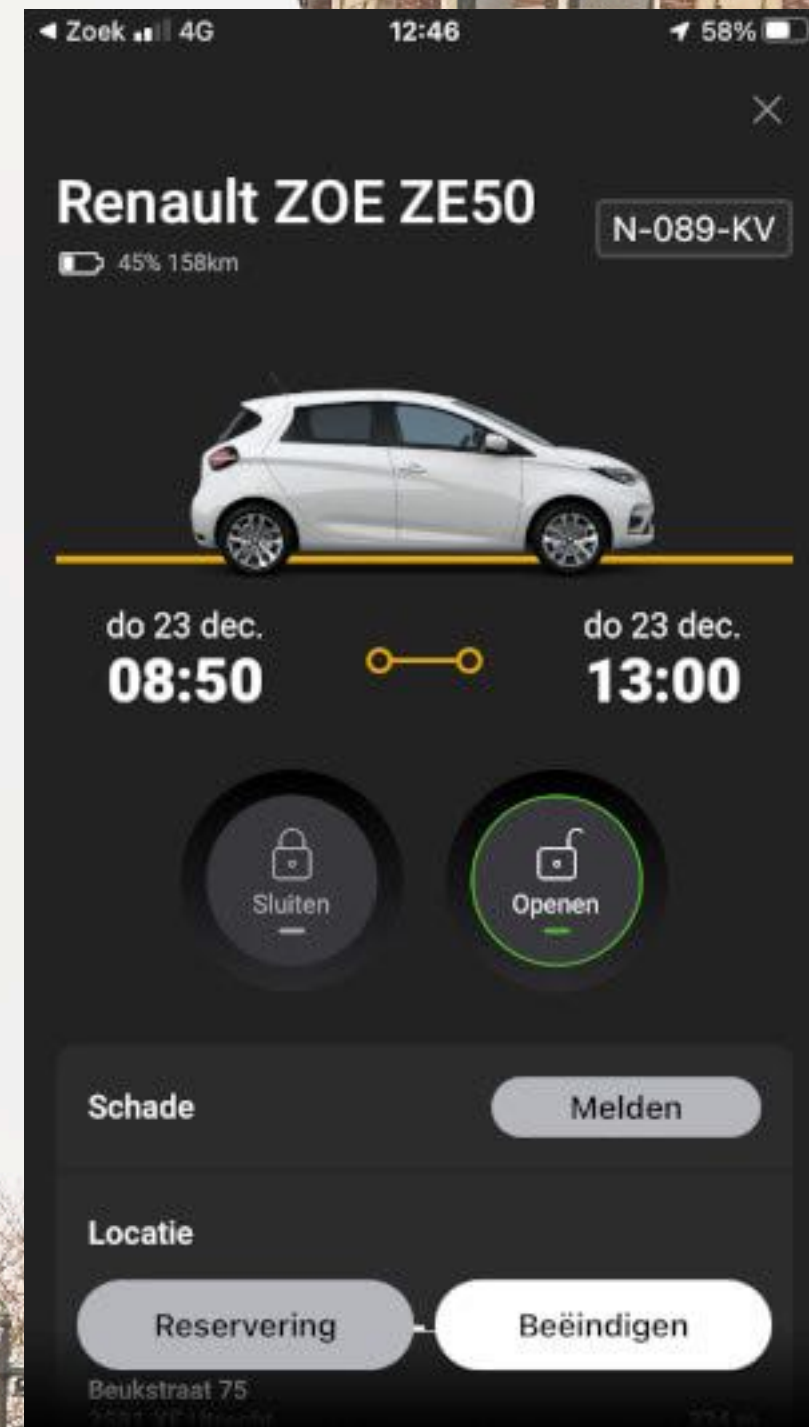 Zoek 4G 12:46 58%
Renault ZOE ZE50
N-089-KV
45% 158km
do 23 dec. do 23 dec.
08:50 13:00
Sluiten Openen
Schade Melden
Locatie
Reservering Beëindigen
Beukstraat 75